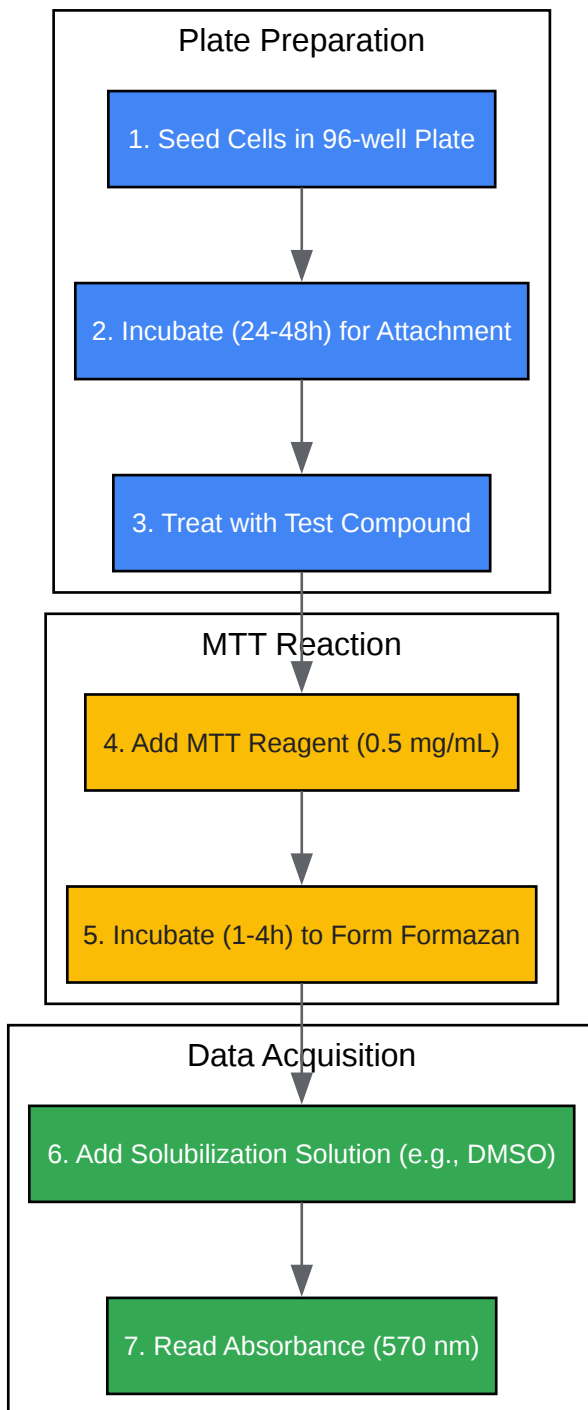 Plate Preparation
1. Seed Cells in 96-well Plate
2. Incubate (24-48h) for Attachment
3. Treat with Test Compound
MTT Reaction
4. Add MTT Reagent (0.5 mg/mL)
5. Incubate (1-4h) to Form Formazan
Data Acquisition
6. Add Solubilization Solution (e.g., DMSO)
7. Read Absorbance (570 nm)